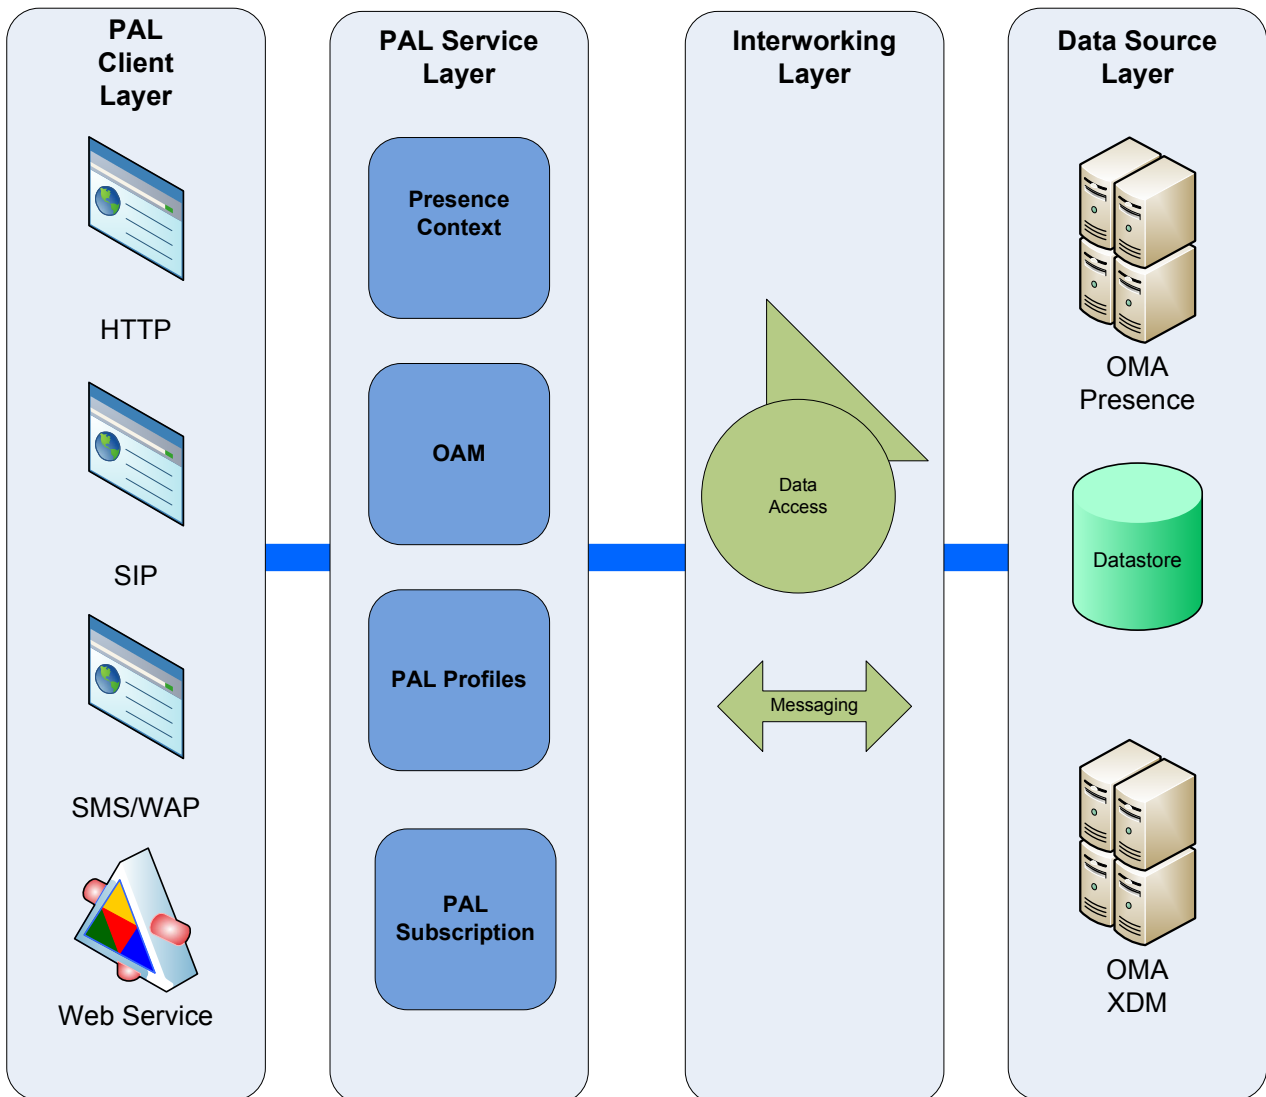 PAL
Client
Layer
HTTP
SIP
SMS/WAP
Web Service
PAL Service
Layer
Presence
Context
OAM
PAL Profiles
PAL
Subscription
Interworking
Layer
Data
Access
Messaging
Data Source
Layer
OMA
Presence
Datastore
OMA
XDM